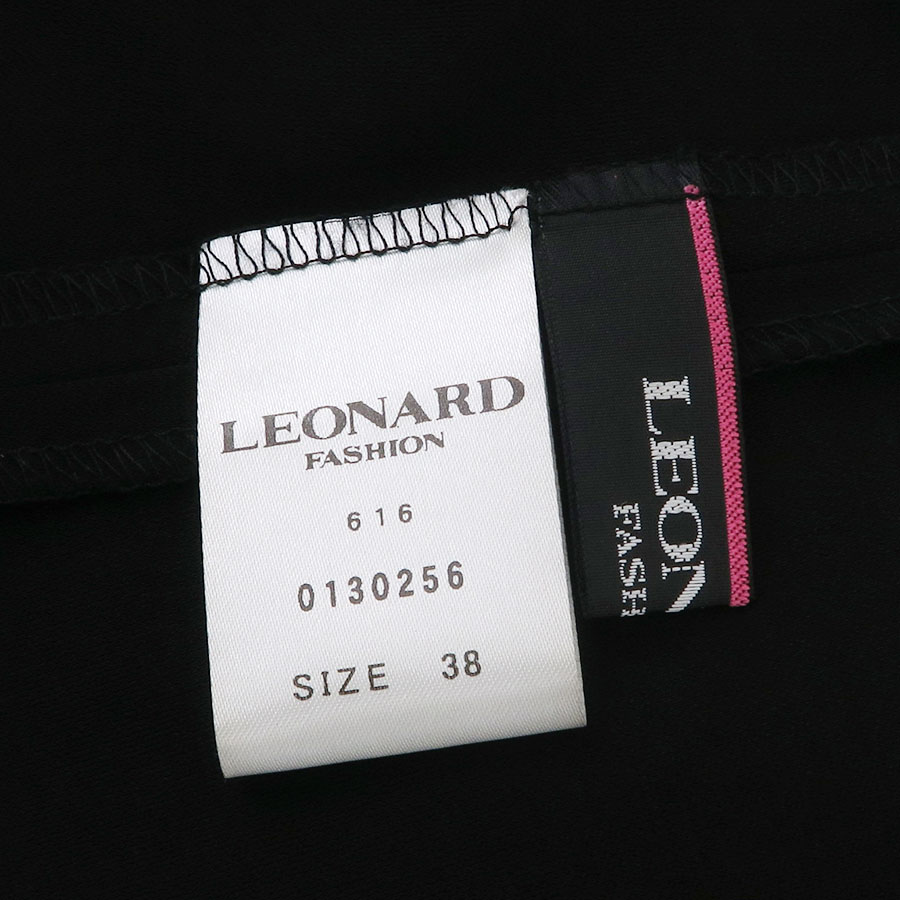 LEONARD
FASHION
616
0130256
SIZE 38
LEON
FASH